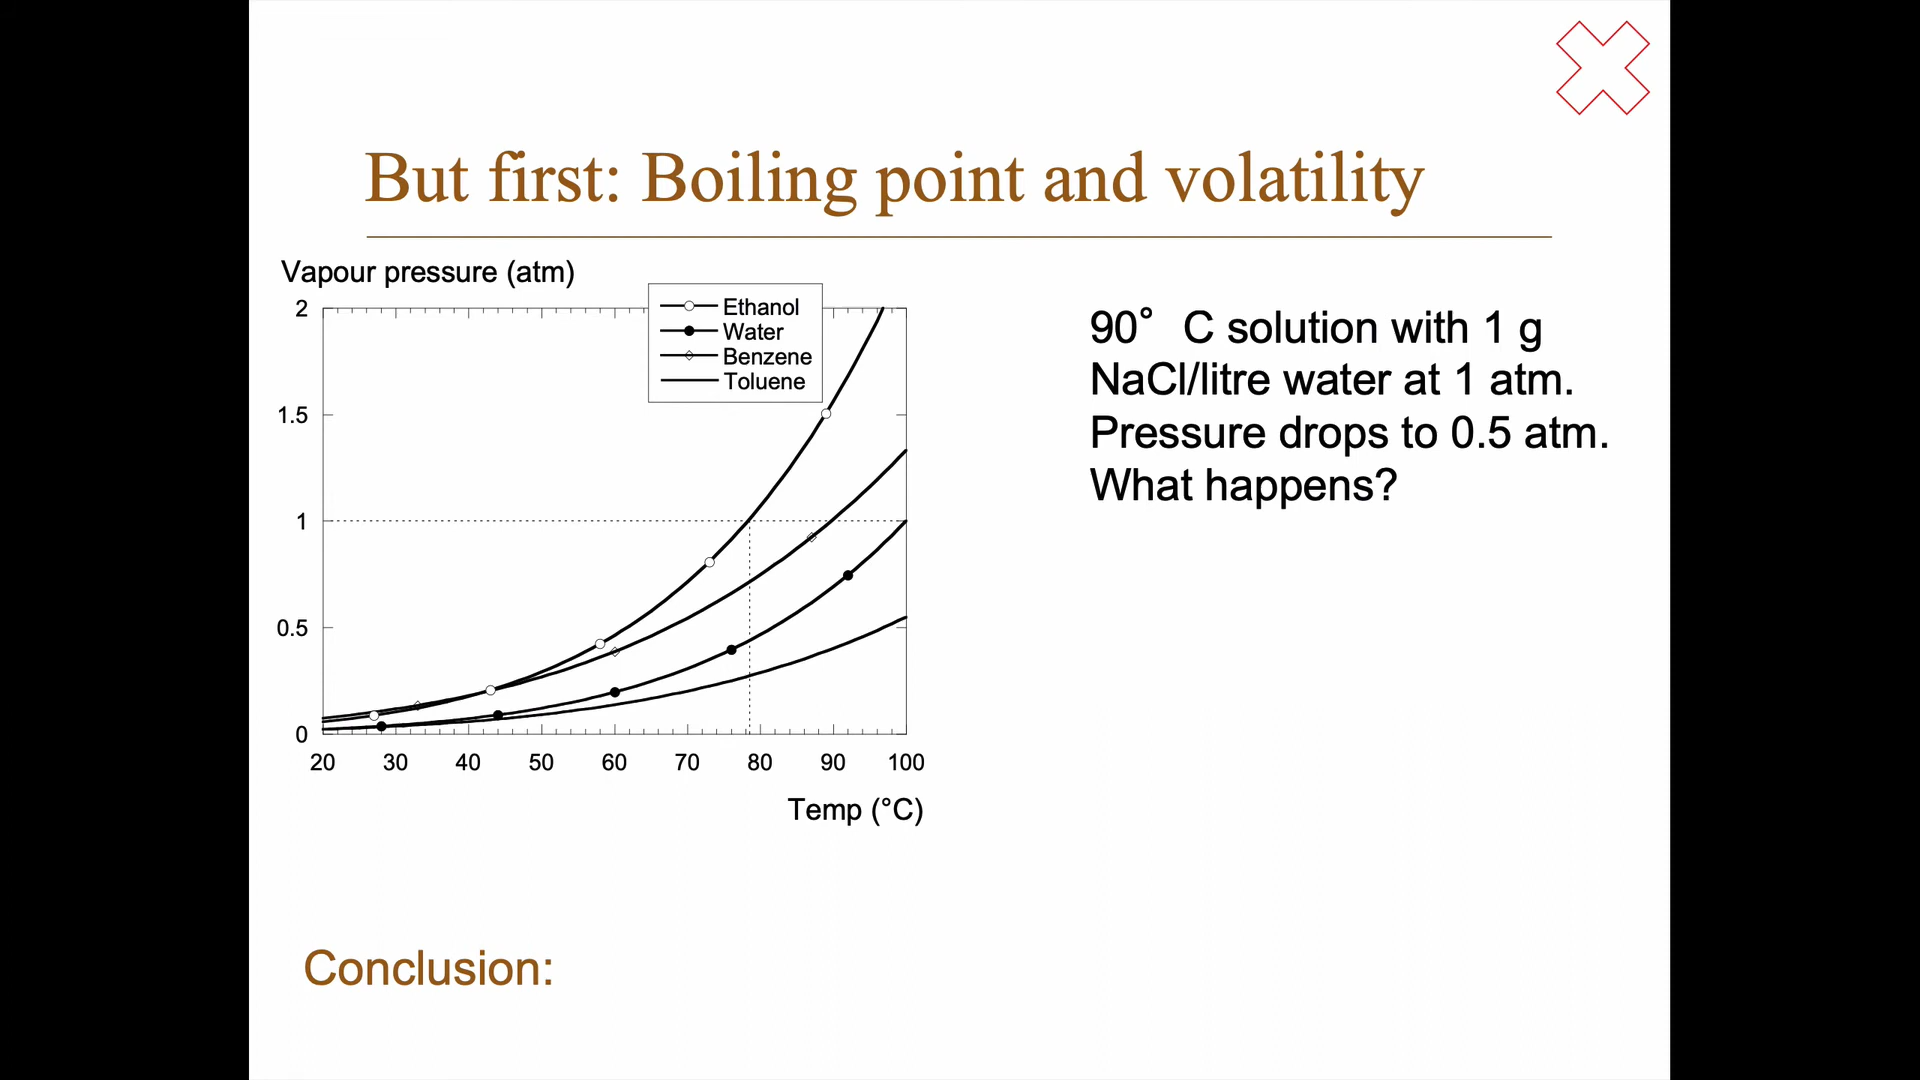 But first: Boiling point and volatility
Vapour pressure (atm)
Ethanol
Water
Benzene
Toluene
2
1.5
1
0.5
0
20 30 40 50 60 70 80 90 100
Temp (°C)
90° C solution with 1 g
NaCl/litre water at 1 atm.
Pressure drops to 0.5 atm.
What happens?
Conclusion: